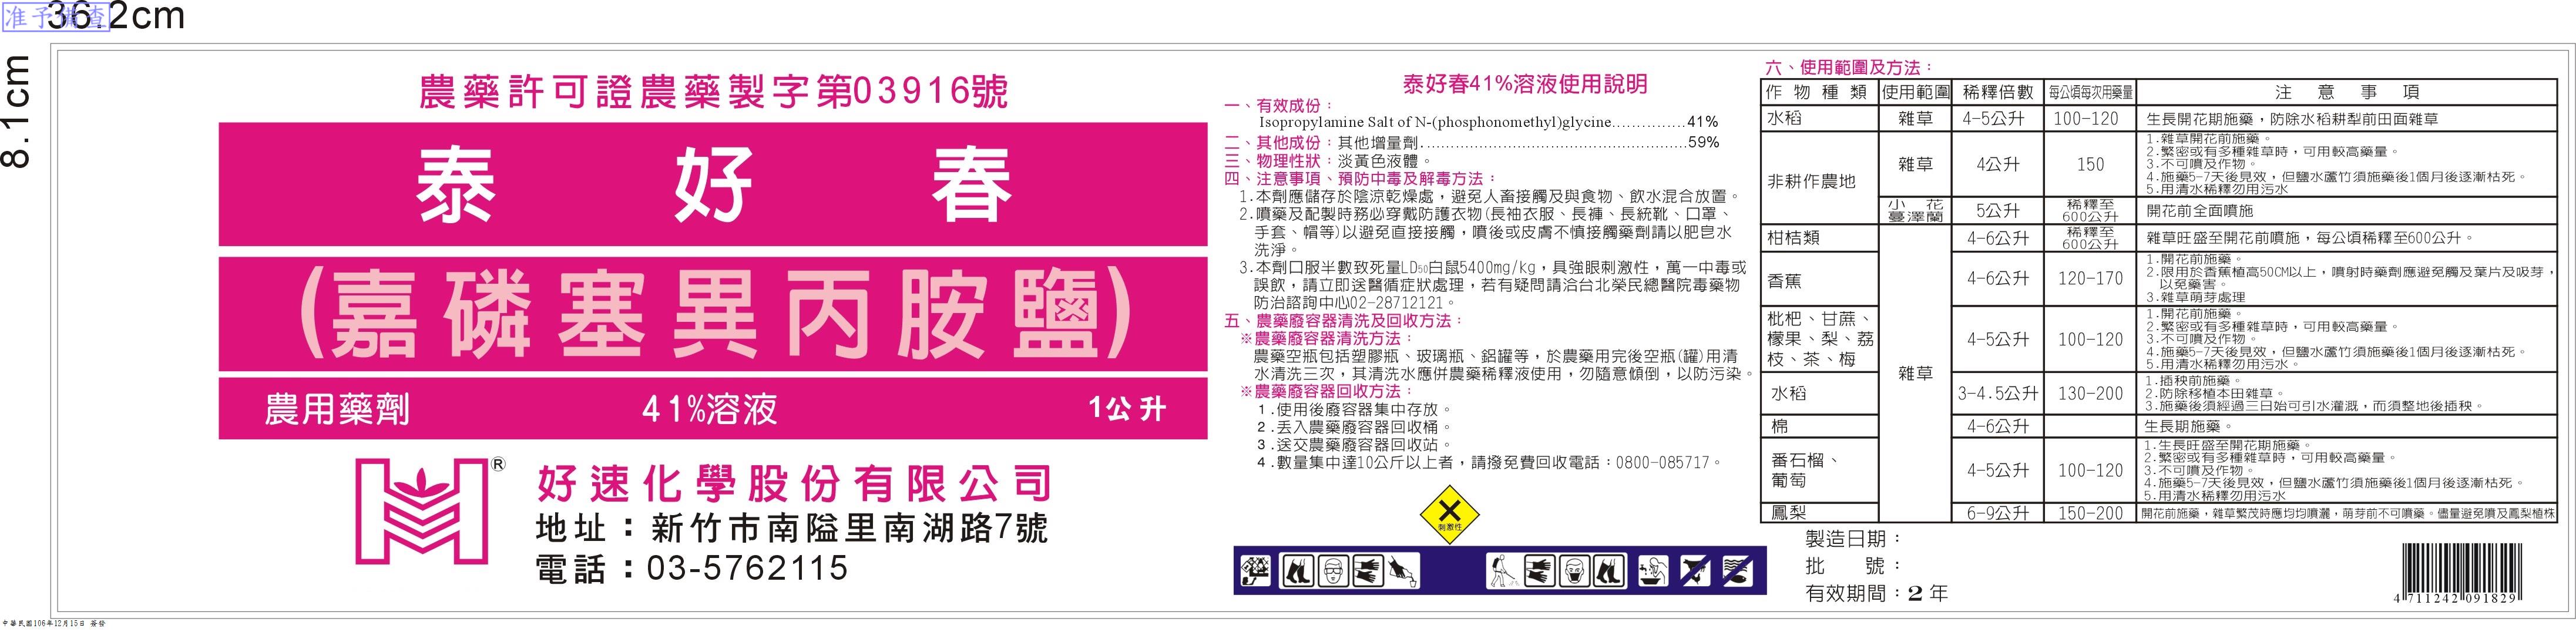 准予備查
36.2cm
8.1cm
農藥許可證農藥製字第03916號
泰好春
(嘉磷塞異丙胺鹽)
農用藥劑 41%溶液 1公升
®
好速化學股份有限公司
地址：新竹市南隘里南湖路7號
電話：03-5762115
泰好春41%溶液使用說明
一、有效成份：
Isopropylamine Salt of N-(phosphonomethyl)glycine...............41%
二、其他成份：其他增量劑...................................................59%
三、物理性狀：淡黃色液體。
四、注意事項、預防中毒及解毒方法：
1.本劑應儲存於陰涼乾燥處，避免人畜接觸及與食物、飲水混合放置。
2.噴藥及配製時務必穿戴防護衣物(長袖衣服、長褲、長統靴、口罩、
手套、帽等)以避免直接接觸，噴後或皮膚不慎接觸藥劑請以肥皂水
洗淨。
3.本劑口服半數致死量LD50白鼠5400mg/kg，具強眼刺激性，萬一中毒或
誤飲，請立即送醫循症狀處理，若有疑問請洽台北榮民總醫院毒藥物
防治諮詢中心02-28712121。
五、農藥廢容器清洗及回收方法：
※農藥廢容器清洗方法：
農藥空瓶包括塑膠瓶、玻璃瓶、鋁罐等，於農藥用完後空瓶(罐)用清
水清洗三次，其清洗水應併農藥稀釋液使用，勿隨意傾倒，以防污染。
※農藥廢容器回收方法：
1.使用後廢容器集中存放。
2.丟入農藥廢容器回收桶。
3.送交農藥廢容器回收站。
4.數量集中達10公斤以上者，請撥免費回收電話：0800-085717。
刺激性
六、使用範圍及方法：
作物種類 使用範圍 稀釋倍數 每公頃每次用藥量 注意事項
水稻 雜草 4-5公升 100-120 生長開花期施藥，防除水稻耕犁前田面雜草
非耕作農地 雜草 4公升 150
1.雜草開花前施藥。
2.繁密或有多種雜草時，可用較高藥量。
3.不可噴及作物。
4.施藥5-7天後見效，但鹽水蘆竹須施藥後1個月後逐漸枯死。
5.用清水稀釋勿用污水
小花蔓澤蘭 5公升 稀釋至600公升 開花前全面噴施
柑桔類 雜草 4-6公升 稀釋至600公升 雜草旺盛至開花前噴施，每公頃稀釋至600公升。
香蕉 4-6公升 120-170
1.開花前施藥。
2.限用於香蕉植高50CM以上，噴射時藥劑應避免觸及葉片及吸芽，
以免藥害。
3.雜草萌芽處理
枇杷、甘蔗、
檬果、梨、荔
枝、茶、梅
4-5公升 100-120
1.開花前施藥。
2.繁密或有多種雜草時，可用較高藥量。
3.不可噴及作物。
4.施藥5-7天後見效，但鹽水蘆竹須施藥後1個月後逐漸枯死。
5.用清水稀釋勿用污水。
水稻 3-4.5公升 130-200
1.插秧前施藥。
2.防除移植本田雜草。
3.施藥後須經過三日始可引水灌溉，而須整地後插秧。
棉 4-6公升 生長期施藥。
番石榴、
葡萄
4-5公升 100-120
1.生長旺盛至開花期施藥。
2.繁密或有多種雜草時，可用較高藥量。
3.不可噴及作物。
4.施藥5-7天後見效，但鹽水蘆竹須施藥後1個月後逐漸枯死。
5.用清水稀釋勿用污水
鳳梨 6-9公升 150-200 開花前施藥，雜草繁茂時應均均噴灑，萌芽前不可噴藥。儘量避免噴及鳳梨植株
製造日期：
批號：
有效期間：2年
4 711242 091829
中華民國106年12月15日 簽發